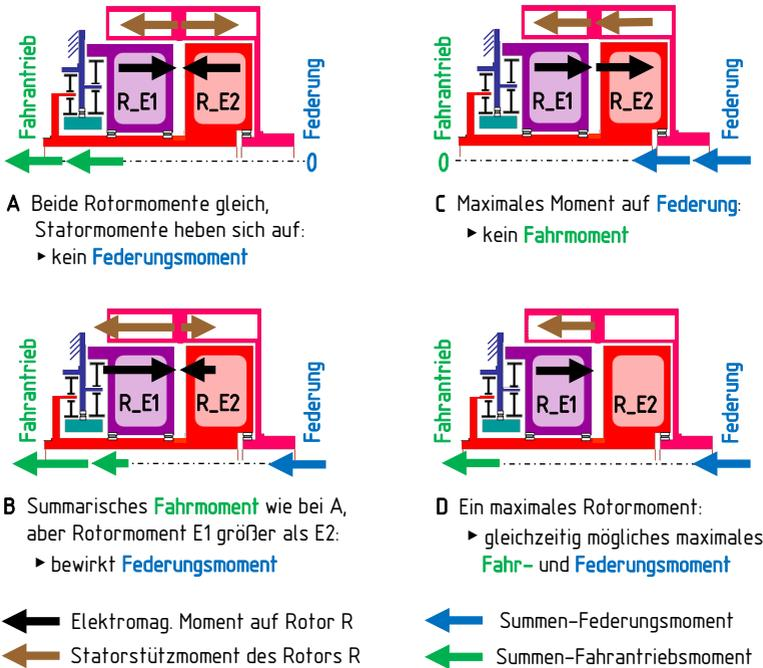 Fahrantrieb
R_E1
R_E2
Federung
0
A Beide Rotormomente gleich,
Statormomente heben sich auf:
▸ kein Federungsmoment
Fahrantrieb
R_E1
R_E2
Federung
0
C Maximales Moment auf Federung:
▸ kein Fahrmoment
Fahrantrieb
R_E1
R_E2
Federung
B Summarisches Fahrmoment wie bei A,
aber Rotormoment E1 größer als E2:
▸ bewirkt Federungsmoment
Fahrantrieb
R_E1
R_E2
Federung
D Ein maximales Rotormoment:
▸ gleichzeitig mögliches maximales
Fahr- und Federungsmoment
Elektromag. Moment auf Rotor R
Statorstützmoment des Rotors R
Summen-Federungsmoment
Summen-Fahrantriebsmoment